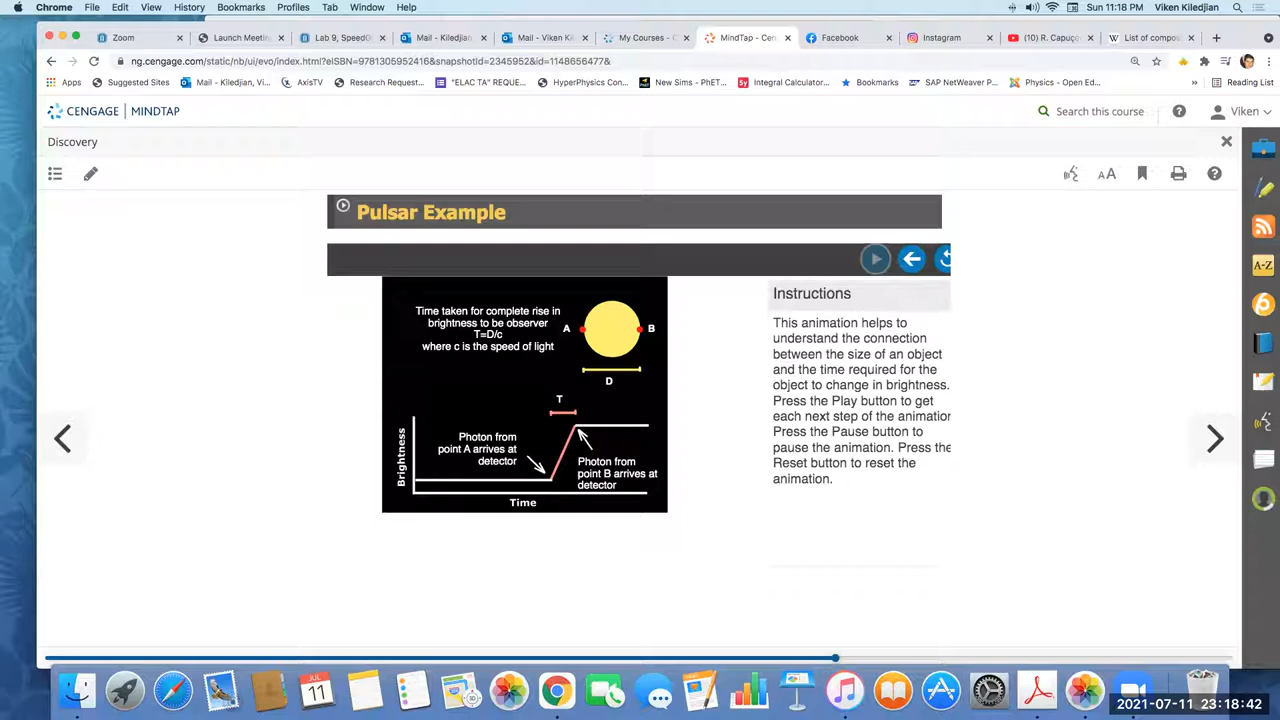 Chrome File Edit View History Bookmarks Profiles Tab Window Help
Sun 11:18 PM Viken Kiledjian
Zoom
Launch Meetin
Lab 9, SpeedO
Mail - Kiledjian,
Mail - Viken Kil
My Courses - C
MindTap - Cen
Facebook
Instagram
(10) R. Capuço
List of compos
ng.cengage.com/static/nb/ui/evo/index.html?eISBN=9781305952416&snapshotId=2345952&id=1148656477&
Apps
Suggested Sites
Mail - Kiledjian, Vi...
AxisTV
Research Request...
"ELAC TA" REQUE...
HyperPhysics Con...
New Sims - PhET...
Integral Calculator...
Bookmarks
SAP NetWeaver P...
Physics - Open Ed...
»
Reading List
CENGAGE | MINDTAP
Search this course
Viken
Discovery
AA
Pulsar Example
Time taken for complete rise in
brightness to be observer
T=D/c
where c is the speed of light
A
B
D
T
Photon from
point A arrives at
detector
Photon from
point B arrives at
detector
Brightness
Time
Instructions
This animation helps to
understand the connection
between the size of an object
and the time required for the
object to change in brightness.
Press the Play button to get
each next step of the animation
Press the Pause button to
pause the animation. Press the
Reset button to reset the
animation.
A-Z
JUL
11
2021-07-11 23:18:42